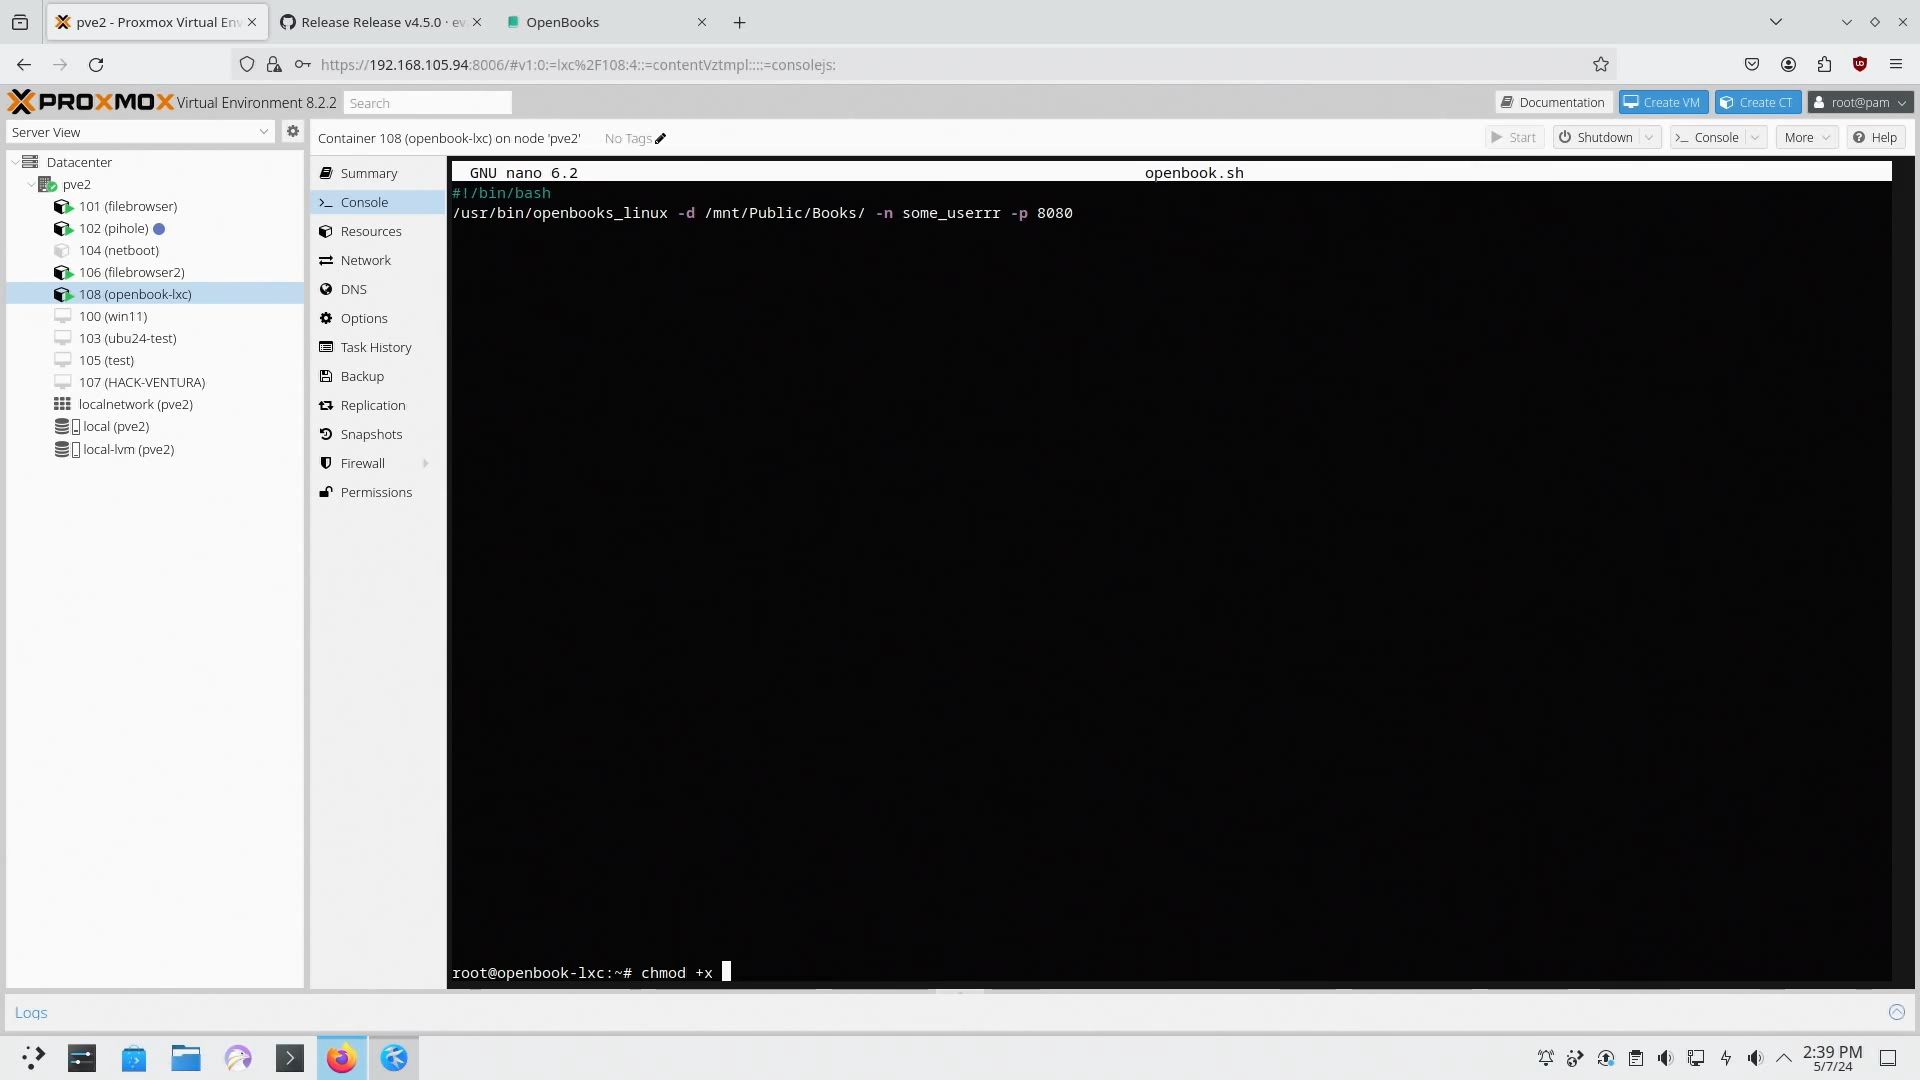 pve2 - Proxmox Virtual En
Release Release v4.5.0 · ev
OpenBooks
https://192.168.105.94:8006/#v1:0:=lxc%2F108:4::=contentVztmpl::::=consolejs:
PROXMOX Virtual Environment 8.2.2
Search
Documentation
Create VM
Create CT
root@pam
Server View
Container 108 (openbook-lxc) on node 'pve2'
No Tags
Start
Shutdown
Console
More
Help
Datacenter
pve2
101 (filebrowser)
102 (pihole)
104 (netboot)
106 (filebrowser2)
108 (openbook-lxc)
100 (win11)
103 (ubu24-test)
105 (test)
107 (HACK-VENTURA)
localnetwork (pve2)
local (pve2)
local-lvm (pve2)
Summary
Console
Resources
Network
DNS
Options
Task History
Backup
Replication
Snapshots
Firewall
Permissions
GNU nano 6.2
openbook.sh
#!/bin/bash
/usr/bin/openbooks_linux -d /mnt/Public/Books/ -n some_userrr -p 8080
root@openbook-lxc:~# chmod +x
Logs
2:39 PM
5/7/24